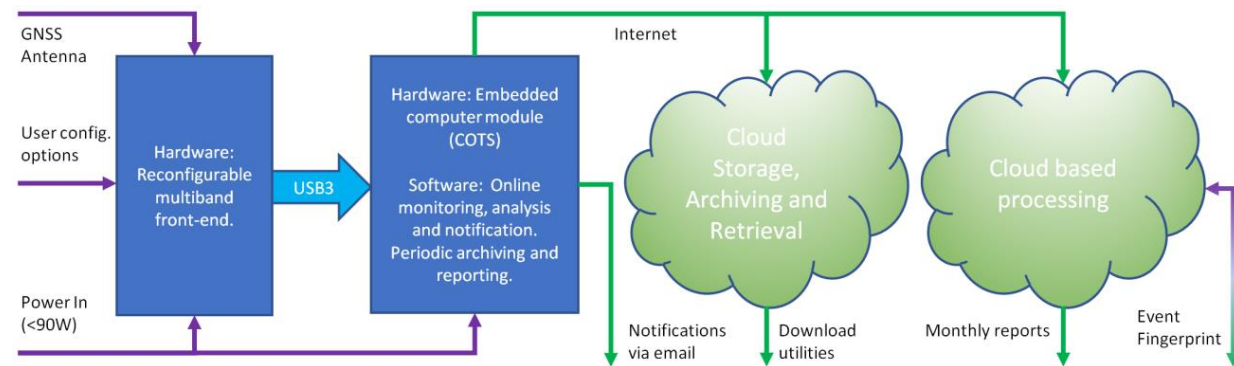 GNSS
Antenna
User config.
options
Power In
(<90W)
Hardware:
Reconfigurable
multiband
front-end.
USB3
Hardware: Embedded
computer module
(COTS)
Software:  Online
monitoring, analysis
and notification.
Periodic archiving and
reporting.
Internet
Cloud
Storage,
Archiving and
Retrieval
Cloud based
processing
Notifications
via email
Download
utilities
Monthly reports
Event
Fingerprint